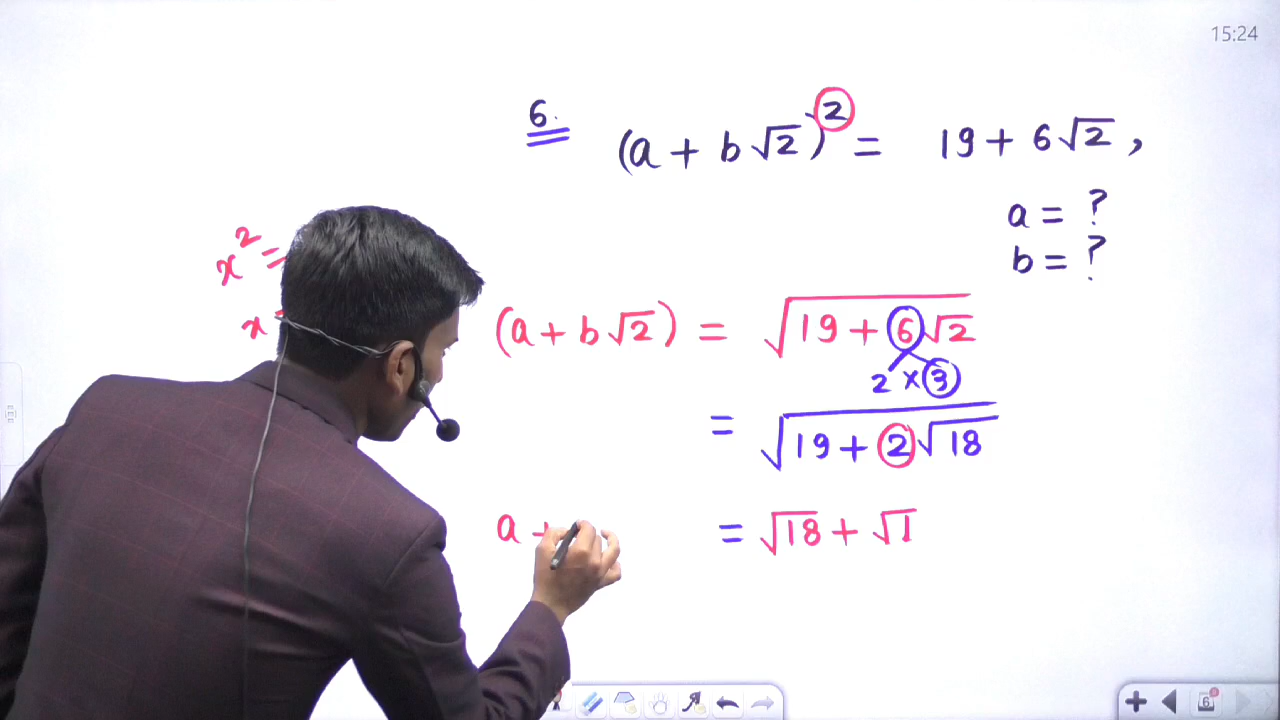 15:24
6. (a + b√2)² = 19 + 6√2,
a = ?
b = ?
x² =
x =
(a + b√2) = √(19 + 6√2)
2 × 3
= √(19 + 2√18)
a + = √18 + √1
6